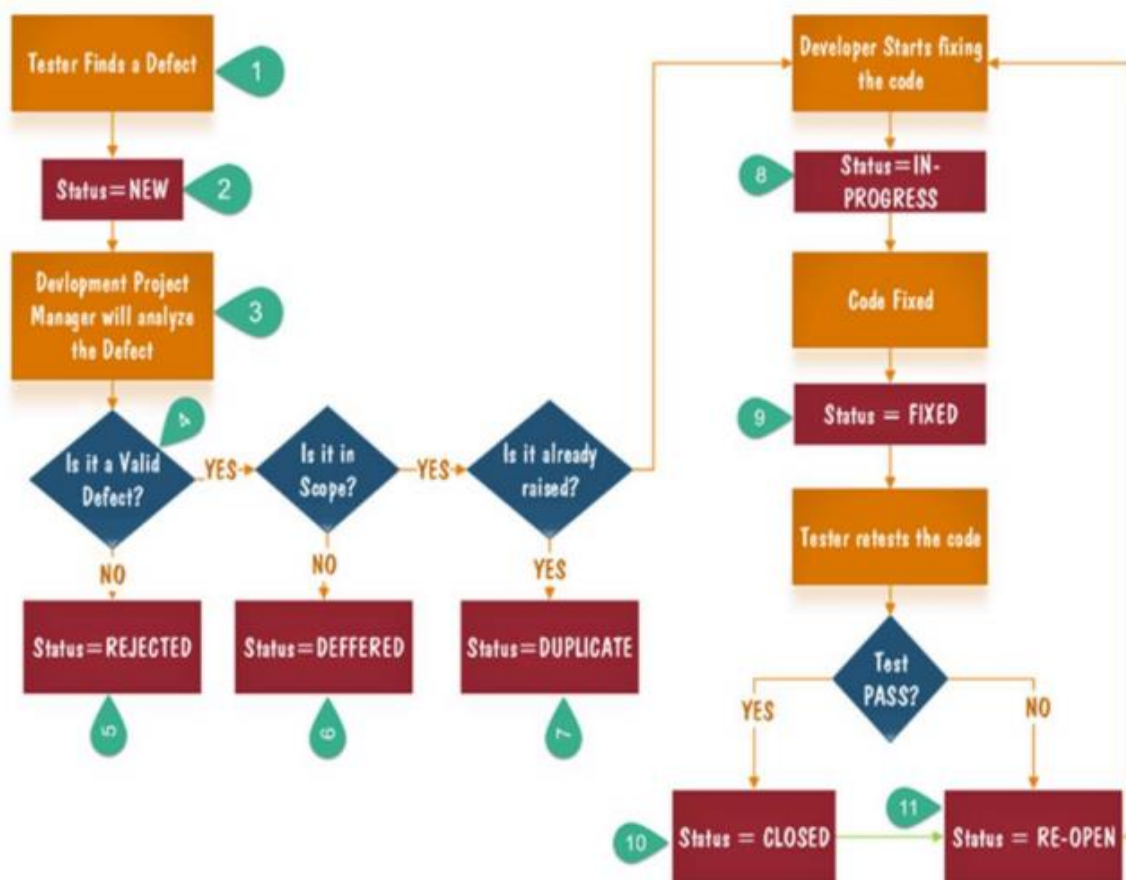 Tester Finds a Defect
1
Status=NEW
2
Devlopment Project
Manager will analyze
the Defect
3
Is it a Valid
Defect?
4
YES
Is it in
Scope?
YES
Is it already
raised?
NO
NO
YES
Status=REJECTED
Status=DEFFERED
Status=DUPLICATE
5
6
7
Developer Starts fixing
the code
8
Status=IN-
PROGRESS
Code Fixed
9
Status = FIXED
Tester retests the code
Test
PASS?
YES
NO
10
Status = CLOSED
11
Status = RE-OPEN